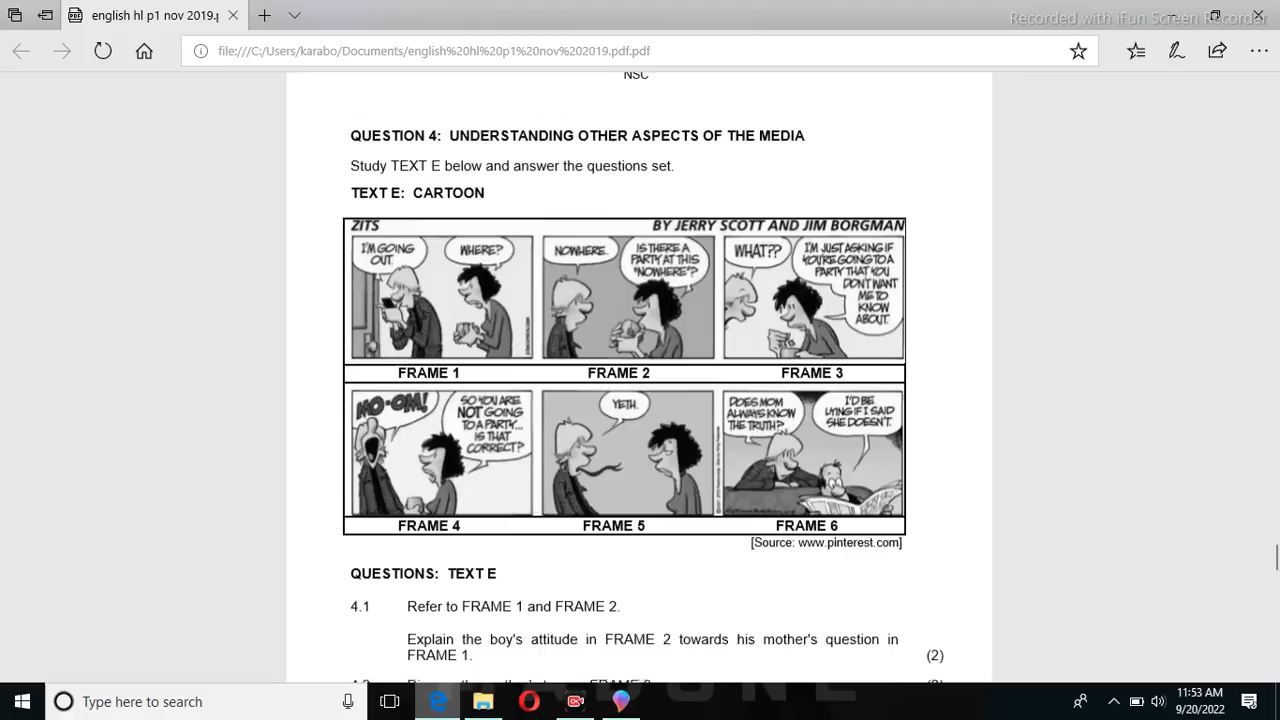 english hl p1 nov 2019.p
Recorded with iFun Screen Recorder
file:///C:/Users/karabo/Documents/english%20hl%20p1%20nov%202019.pdf.pdf
NSC
QUESTION 4: UNDERSTANDING OTHER ASPECTS OF THE MEDIA
Study TEXT E below and answer the questions set.
TEXT E: CARTOON
ZITS BY JERRY SCOTT AND JIM BORGMAN
I'M GOING
OUT.
WHERE?
NOWHERE.
IS THERE A
PARTY AT THIS
"NOWHERE"?
WHAT??
I'M JUST ASKING IF
YOU'RE GOING TO A
PARTY THAT YOU
DON'T WANT
ME TO
KNOW
ABOUT.
FRAME 1 FRAME 2 FRAME 3
MO-OM!
SO YOU ARE
NOT GOING
TO A PARTY...
IS THAT
CORRECT?
YETH.
DOES MOM
ALWAYS KNOW
THE TRUTH?
I'D BE
LYING IF I SAID
SHE DOESN'T.
FRAME 4 FRAME 5 FRAME 6
[Source: www.pinterest.com]
QUESTIONS: TEXT E
4.1 Refer to FRAME 1 and FRAME 2.
Explain the boy's attitude in FRAME 2 towards his mother's question in
FRAME 1. (2)
Type here to search
11:53 AM
9/20/2022